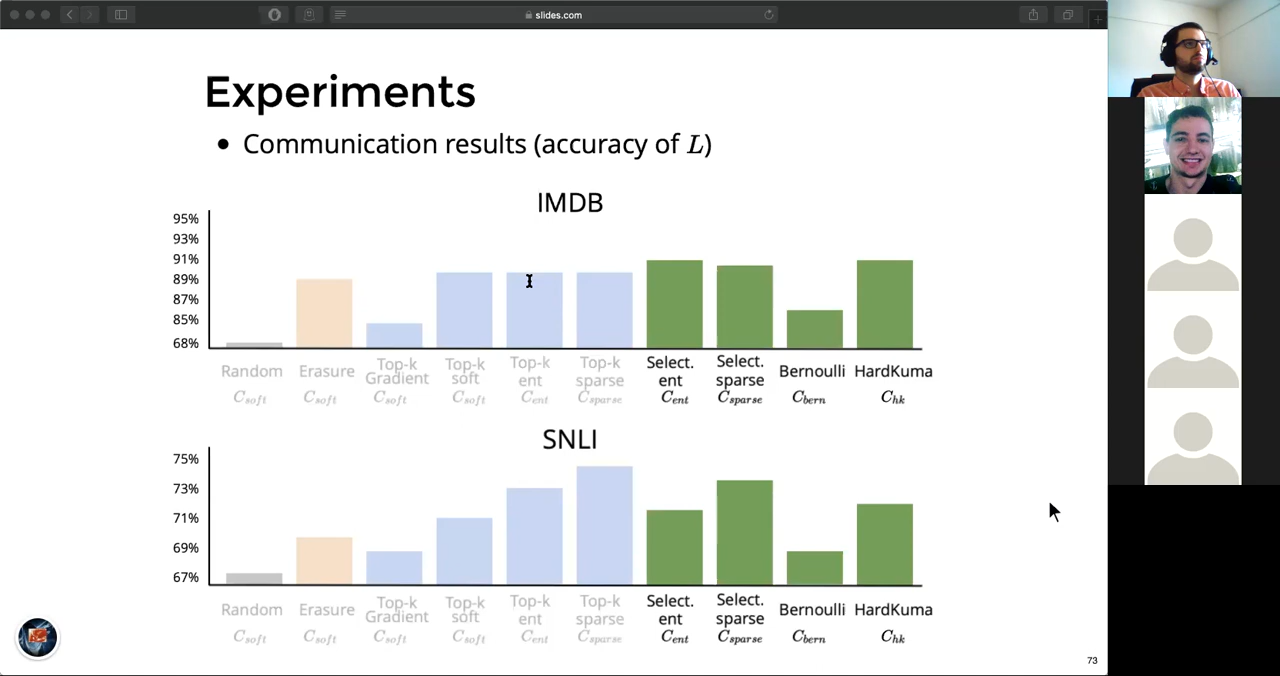 slides.com
Experiments
• Communication results (accuracy of L)
IMDB
95%
93%
91%
89%
87%
85%
68%
Random Erasure Top-k Gradient Top-k soft Top-k ent Top-k sparse Select. ent Select. sparse Bernoulli HardKuma
C_soft C_soft C_soft C_soft C_ent C_sparse C_ent C_sparse C_bern C_hk
SNLI
75%
73%
71%
69%
67%
Random Erasure Top-k Gradient Top-k soft Top-k ent Top-k sparse Select. ent Select. sparse Bernoulli HardKuma
C_soft C_soft C_soft C_soft C_ent C_sparse C_ent C_sparse C_bern C_hk
73